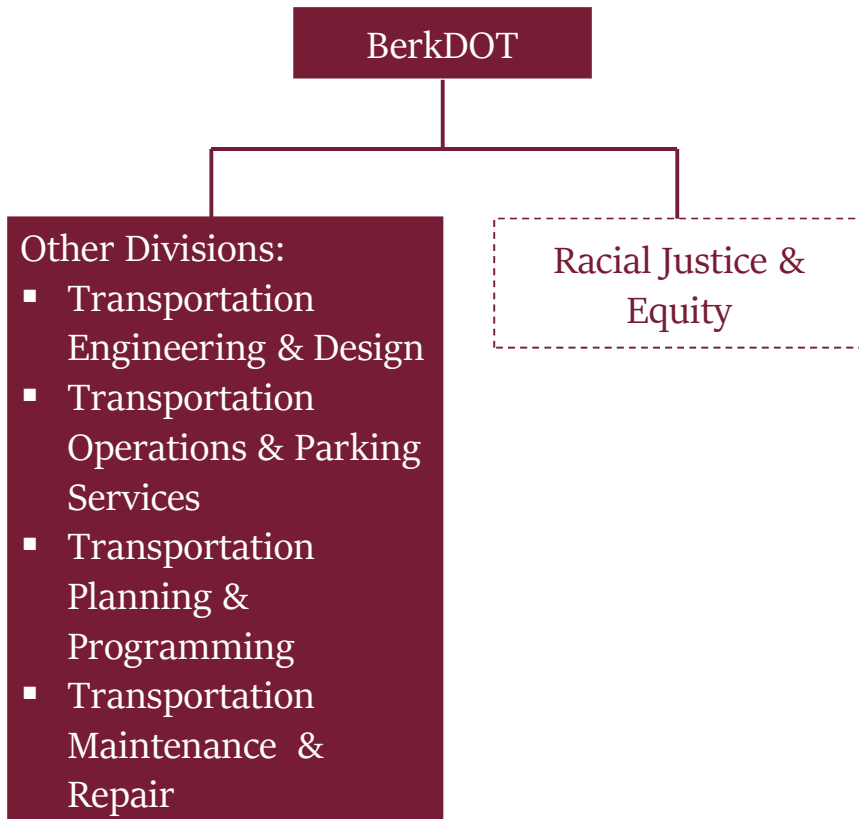 BerkDOT
Other Divisions:
▪ Transportation
Engineering & Design
▪ Transportation
Operations & Parking
Services
▪ Transportation
Planning &
Programming
▪ Transportation
Maintenance &
Repair
Racial Justice &
Equity